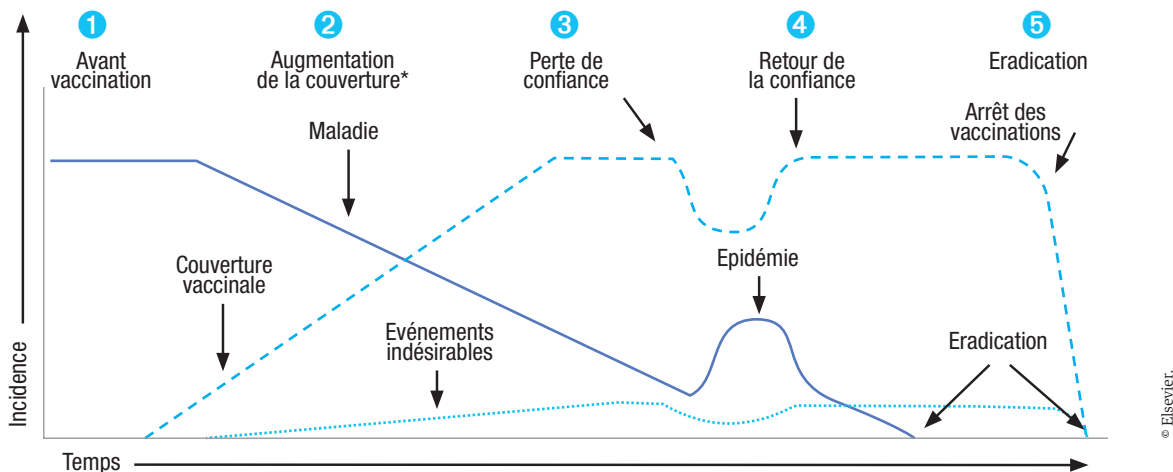 1
Avant
vaccination
2
Augmentation
de la couverture*
3
Perte de
confiance
4
Retour de
la confiance
5
Eradication
Maladie
Arrêt des
vaccinations
Couverture
vaccinale
Epidémie
Evénements
indésirables
Eradication
Incidence
Temps
© Elsevier.